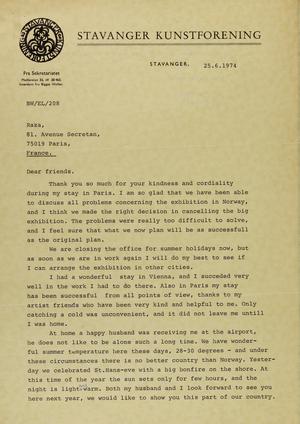 STAVANGER KUNSTFORENING
Fra Sekretariatet
STAVANGER, 25.6.1974
BW/EL/208
Raza,
81. Avenue Secretan,
75019 Paris,
France.
Dear friends.
Thank you so much for your kindness and cordiality
during my stay in Paris. I am so glad that we have been able
to discuss all problems concerning the exhibition in Norway,
and I think we made the right decision in cancelling the big
exhibition. The problems were really too difficult to solve,
and I feel sure that what we now plan will be as successful
as the original plan.
We are closing the office for summer holidays now, but
as soon as we are in work again I will do my best to see if
I can arrange the exhibition in other cities.
I had a wonderful stay in Vienna, and I succeded very
well in the work I had to do there. Also in Paris my stay
has been successful from all points of view, thanks to my
artist friends who have been very kind and helpful to me. Only
catching a cold was unconvenient, and it did not leave me until
I was home.
At home a happy husband was receiving me at the airport,
he does not like to be alone such a long time. We have wonder-
ful summer temperature here these days, 28-30 degrees - and under
these circumstances there is no better country than Norway. Yester-
day we celebrated St.Hans-eve with a big bonfire on the shore. At
this time of the year the sun sets only for few hours, and the
night is light warm. Both my husband and I look forward to see you
here next year, we would like to show you this part of our country.